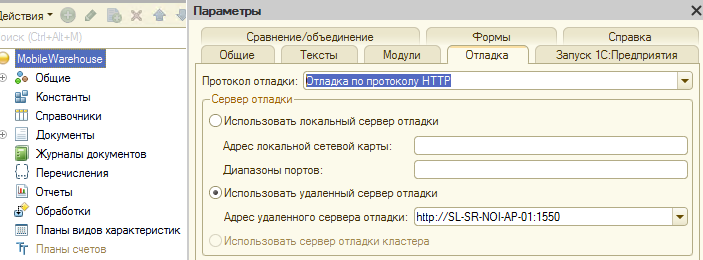 Действия
Параметры
поиск (Ctrl+Alt+M)
MobileWarehouse
Общие
Константы
Справочники
Документы
Журналы документов
Перечисления
Отчеты
Обработки
Планы видов характеристик
Планы счетов
Сравнение/объединение
Формы
Справка
Общие
Тексты
Модули
Отладка
Запуск 1С:Предприятия
Протокол отладки: Отладка по протоколу HTTP
Сервер отладки
Использовать локальный сервер отладки
Адрес локальной сетевой карты:
Диапазоны портов:
Использовать удаленный сервер отладки
Адрес удаленного сервера отладки: http://SL-SR-NOI-AP-01:1550
Использовать сервер отладки кластера